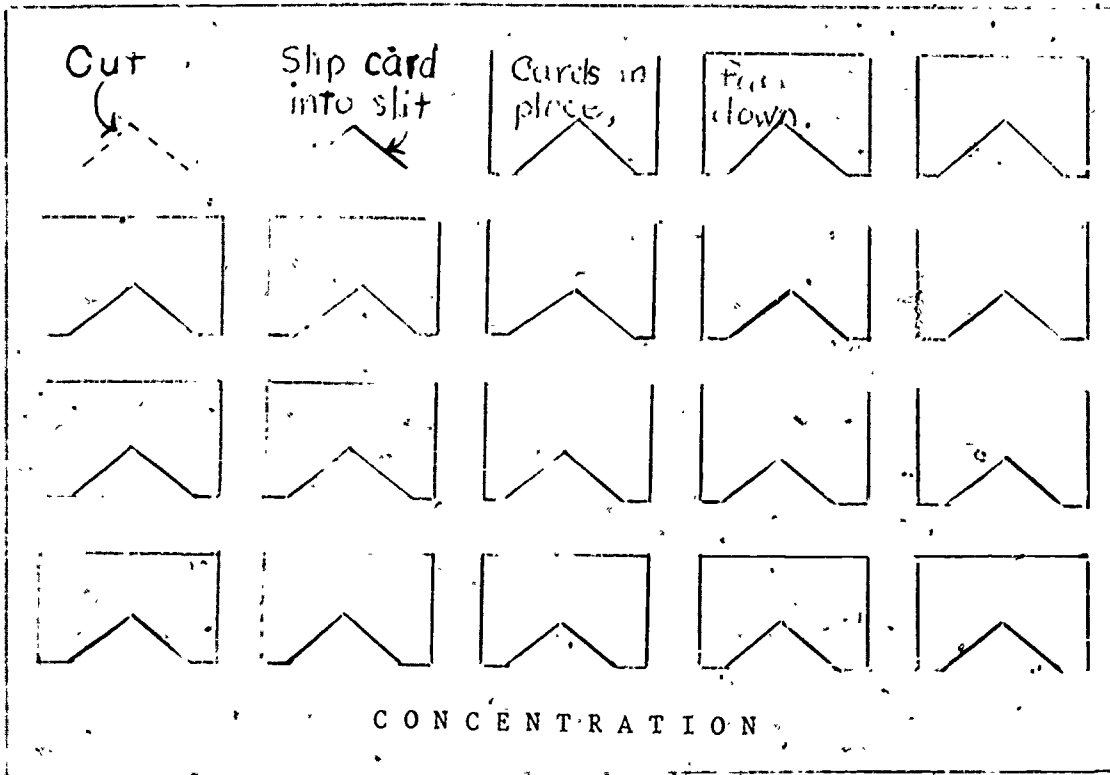 Cut
Slip card
into slit
Cards in
place,
down.
CONCENTRATION